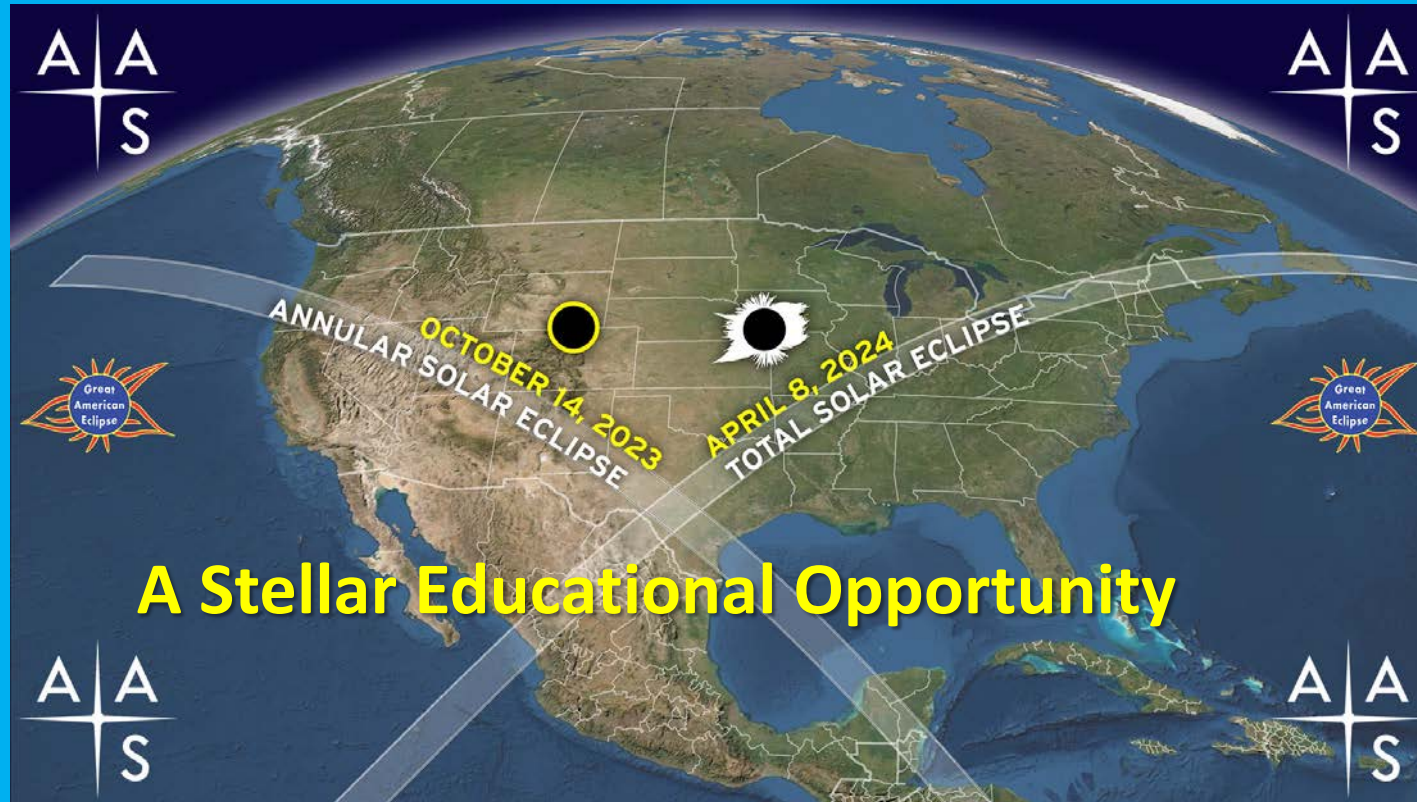 A A
S
A A
S
OCTOBER 14, 2023
ANNULAR SOLAR ECLIPSE
APRIL 8, 2024
TOTAL SOLAR ECLIPSE
Great
American
Eclipse
Great
American
Eclipse
A Stellar Educational Opportunity
A A
S
A A
S